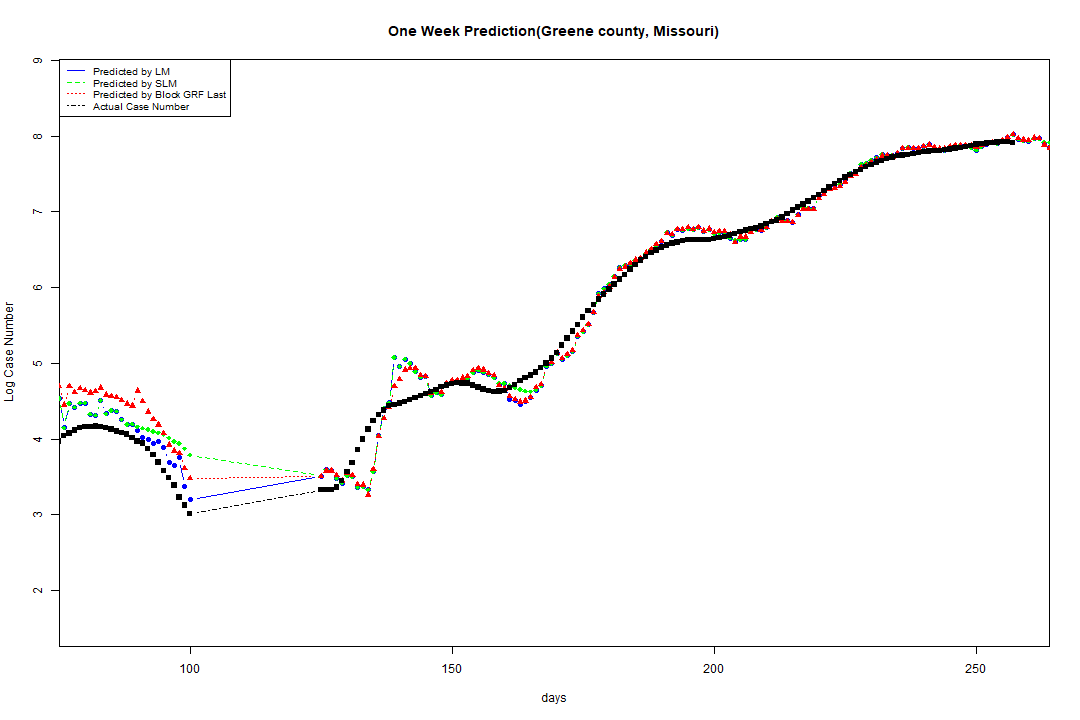 One Week Prediction(Greene county, Missouri)
Predicted by LM
Predicted by SLM
Predicted by Block GRF Last
Actual Case Number
Log Case Number
9
8
7
6
5
4
3
2
100 150 200 250
days